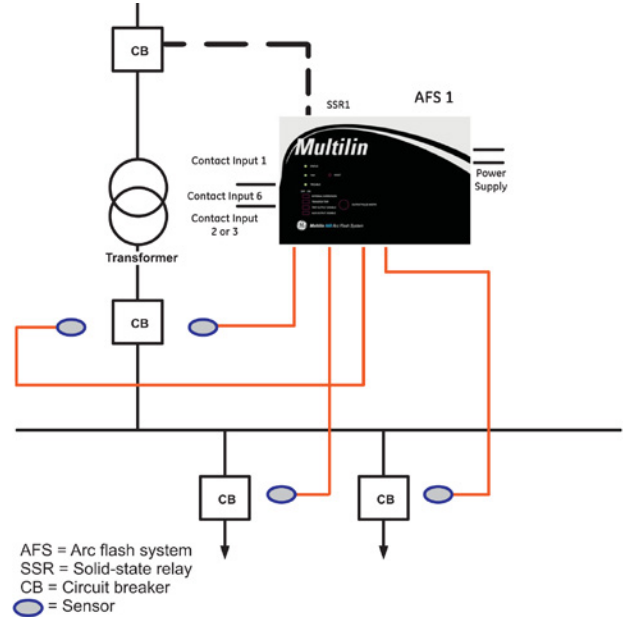 CB
SSR1
AFS 1
Multilin
Contact Input 1
Contact Input 6
Contact Input
2 or 3
Power
Supply
Transformer
CB
CB
CB
AFS = Arc flash system
SSR = Solid-state relay
CB = Circuit breaker
= Sensor